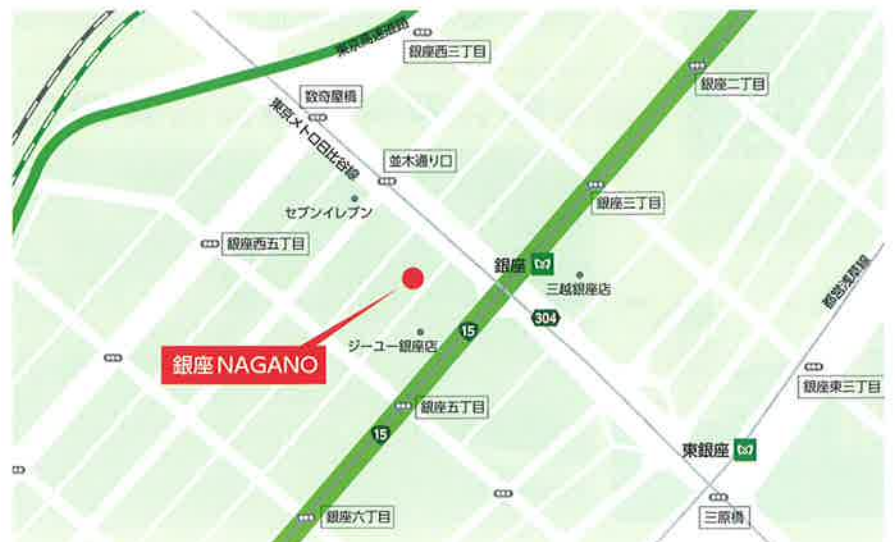 東京高速道路
銀座西三丁目
銀座二丁目
数寄屋橋
東京メトロ日比谷線
並木通り口
セブンイレブン
銀座三丁目
銀座西五丁目
銀座
三越銀座店
304
都営浅草線
15
ジーユー銀座店
銀座NAGANO
銀座東三丁目
銀座五丁目
15
東銀座
銀座六丁目
三原橋